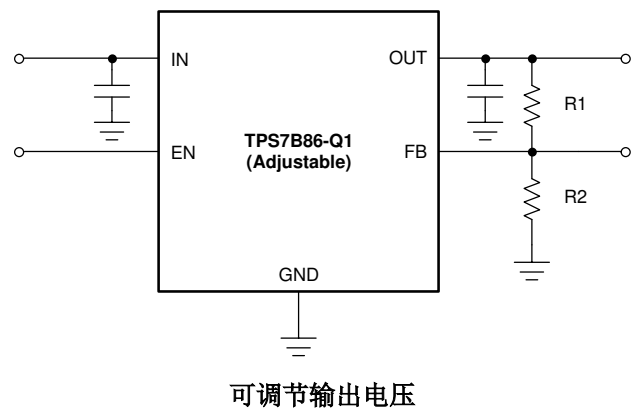 IN
OUT
R1
TPS7B86-Q1
(Adjustable)
EN
FB
R2
GND
可调节输出电压